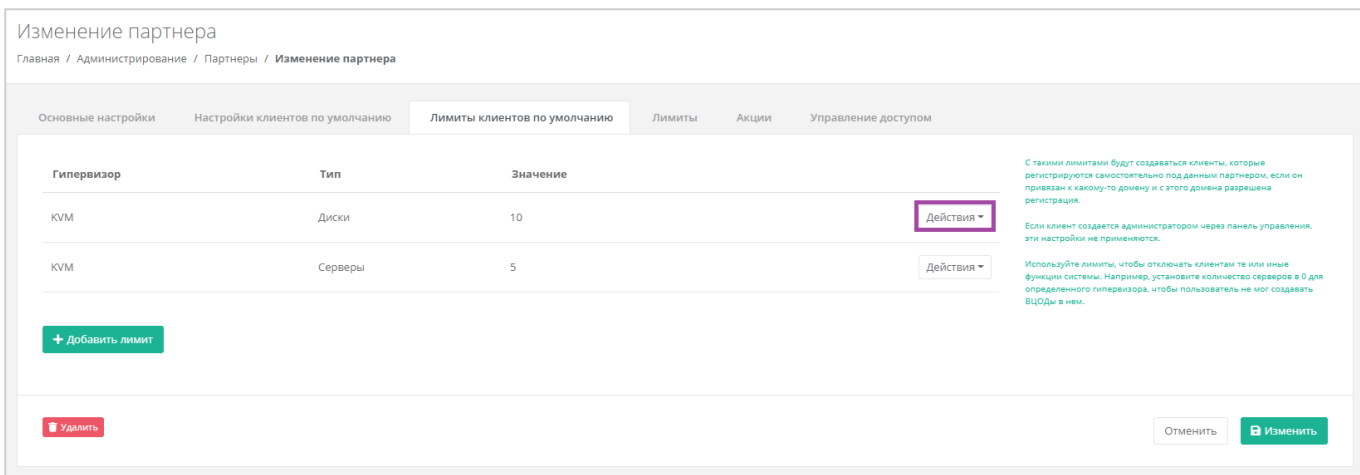 Изменение партнера
Главная / Администрирование / Партнеры / Изменение партнера
Основные настройки Настройки клиентов по умолчанию Лимиты клиентов по умолчанию Лимиты Акции Управление доступом
Гипервизор Тип Значение
KVM Диски 10 Действия
KVM Серверы 5 Действия
+ Добавить лимит
С такими лимитами будут создаваться клиенты, которые
регистрируются самостоятельно под данным партнером, если он
привязан к какому-то домену и с этого домена разрешена
регистрация.
Если клиент создается администратором через панель управления,
эти настройки не применяются.
Используйте лимиты, чтобы отключать клиентам те или иные
функции системы. Например, установите количество серверов в 0 для
определенного гипервизора, чтобы пользователь не мог создавать
ВЦОДы в нем.
Удалить Отменить Изменить